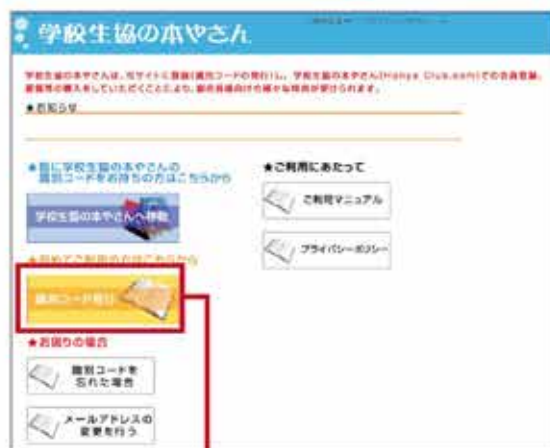 学校生協の本やさん
学校生協の本やさんは、当サイトに登録(識別コードの発行)し、学校生協の本やさん(Honya Club.com)での会員登録、
書籍等の購入をしていただくことにより、組合員様向けの様々な特典が受けられます。
★お知らせ
★既に学校生協の本やさんの
識別コードをお持ちの方はこちらから
学校生協の本やさんへ移動
★初めてご利用の方はこちらから
識別コード発行
★お困りの場合
識別コードを
忘れた場合
メールアドレスの
変更を行う
★ご利用にあたって
ご利用マニュアル
プライバシーポリシー